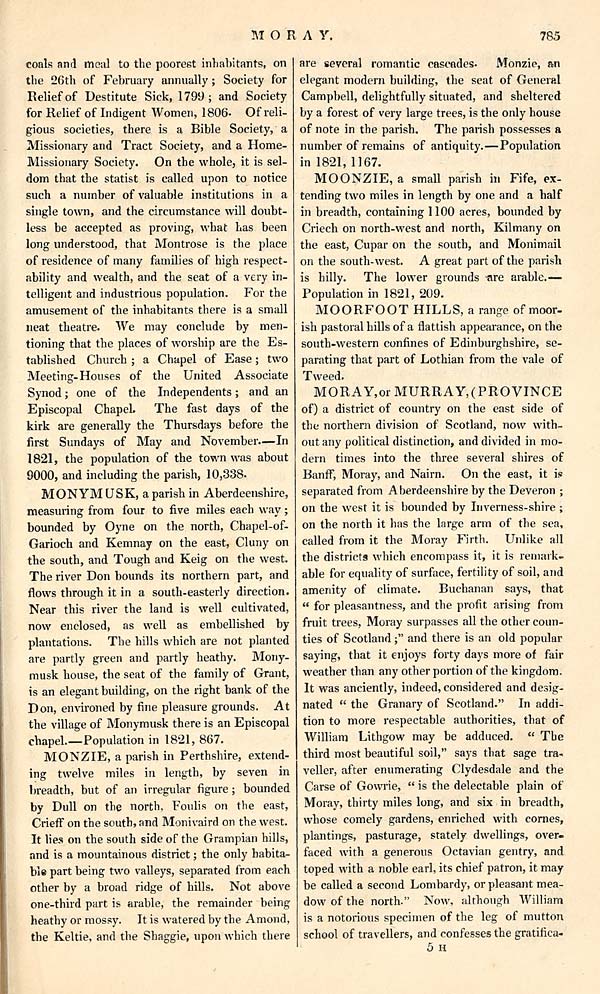 MORAY.
785
coals and meal to the poorest inhabitants, on
the 26th of February annually; Society for
Relief of Destitute Sick, 1799; and Society
for Relief of Indigent Women, 1806. Of reli-
gious societies, there is a Bible Society, a
Missionary and Tract Society, and a Home-
Missionary Society. On the whole, it is sel-
dom that the statist is called upon to notice
such a number of valuable institutions in a
single town, and the circumstance will doubt-
less be accepted as proving, what has been
long understood, that Montrose is the place
of residence of many families of high respect-
ability and wealth, and the seat of a very in-
telligent and industrious population. For the
amusement of the inhabitants there is a small
neat theatre. We may conclude by men-
tioning that the places of worship are the Es-
tablished Church; a Chapel of Ease; two
Meeting-Houses of the United Associate
Synod; one of the Independents; and an
Episcopal Chapel. The fast days of the
kirk are generally the Thursdays before the
first Sundays of May and November.—In
1821, the population of the town was about
9000, and including the parish, 10,338.
MONYMUSK, a parish in Aberdeenshire,
measuring from four to five miles each way;
bounded by Oyne on the north, Chapel-of-
Garioch and Kemnay on the east, Cluny on
the south, and Tough and Keig on the west.
The river Don bounds its northern part, and
flows through it in a south-easterly direction.
Near this river the land is well cultivated,
now enclosed, as well as embellished by
plantations. The hills which are not planted
are partly green and partly heathy. Mony-
musk house, the seat of the family of Grant,
is an elegant building, on the right bank of the
Don, environed by fine pleasure grounds. At
the village of Monymusk there is an Episcopal
chapel.—Population in 1821, 867.
MONZIE, a parish in Perthshire, extend-
ing twelve miles in length, by seven in
breadth, but of an irregular figure; bounded
by Dull on the north, Foulis on the east,
Crieff on the south, and Monivaird on the west.
It lies on the south side of the Grampian hills,
and is a mountainous district; the only habita-
ble part being two valleys, separated from each
other by a broad ridge of hills. Not above
one-third part is arable, the remainder being
heathy or mossy. It is watered by the Amond,
the Keltie, and the Shaggie, upon which there
are several romantic cascades. Monzie, an
elegant modern building, the seat of General
Campbell, delightfully situated, and sheltered
by a forest of very large trees, is the only house
of note in the parish. The parish possesses a
number of remains of antiquity.—Population
in 1821, 1167.
MOONZIE, a small parish in Fife, ex-
tending two miles in length by one and a half
in breadth, containing 1100 acres, bounded by
Criech on north-west and north, Kilmany on
the east, Cupar on the south, and Monimail
on the south-west. A great part of the parish
is hilly. The lower grounds are arable.—
Population in 1821, 209.
MOORFOOT HILLS, a range of moor-
ish pastoral hills of a flattish appearance, on the
south-western confines of Edinburghshire, se-
parating that part of Lothian from the vale of
Tweed.
MORAY, or MURRAY, (PROVINCE
of) a district of country on the east side of
the northern division of Scotland, now with-
out any political distinction, and divided in mo-
dern times into the three several shires of
Banff, Moray, and Nairn. On the east, it is
separated from Aberdeenshire by the Deveron;
on the west it is bounded by Inverness-shire;
on the north it has the large arm of the sea,
called from it the Moray Firth. Unlike all
the districts which encompass it, it is remark-
able for equality of surface, fertility of soil, and
amenity of climate. Buchanan says, that
“ for pleasantness, and the profit arising from
fruit trees, Moray surpasses all the other coun-
ties of Scotland;” and there is an old popular
saying, that it enjoys forty days more of fair
weather than any other portion of the kingdom.
It was anciently, indeed, considered and desig-
nated “ the Granary of Scotland.” In addi-
tion to more respectable authorities, that of
William Lithgow may be adduced. “ The
third most beautiful soil,” says that sage tra-
veller, after enumerating Clydesdale and the
Carse of Gowrie, “ is the delectable plain of
Moray, thirty miles long, and six in breadth,
whose comely gardens, enriched with cornes,
plantings, pasturage, stately dwellings, over-
faced with a generous Octavian gentry, and
toped with a noble earl, its chief patron, it may
be called a second Lombardy, or pleasant mea-
dow of the north.” Now, although William
is a notorious specimen of the leg of mutton
school of travellers, and confesses the gratifica-
5 H